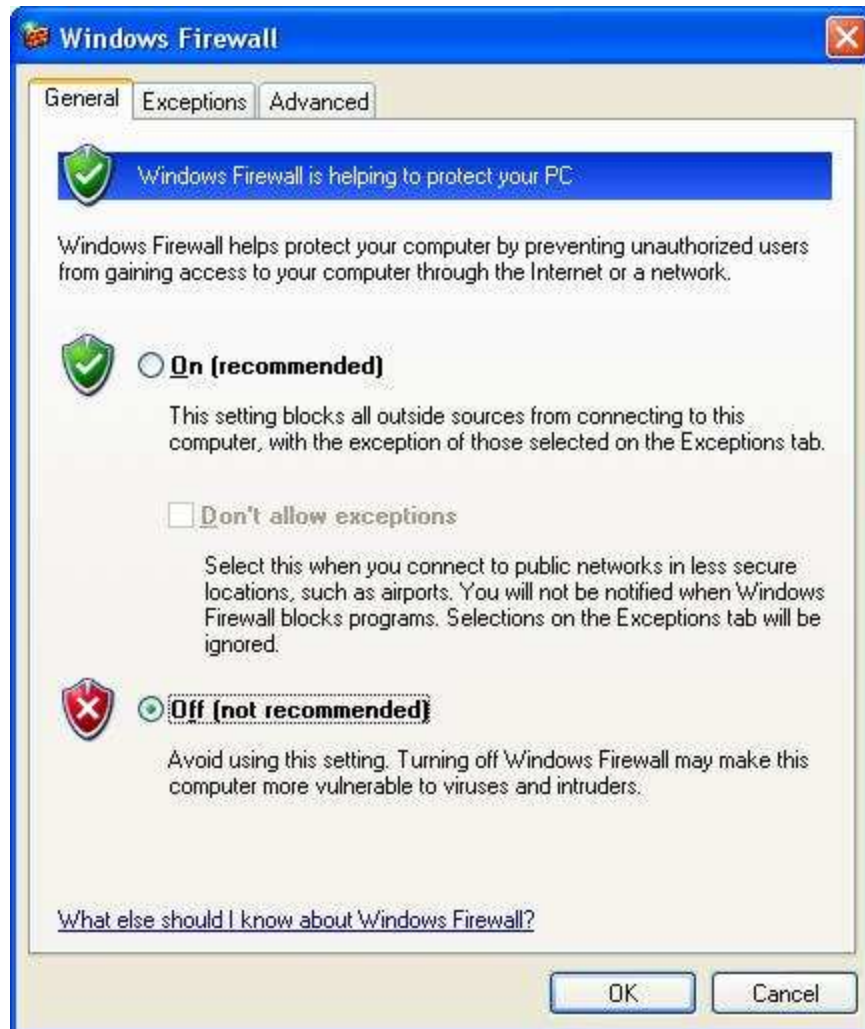 Windows Firewall
General Exceptions Advanced
Windows Firewall is helping to protect your PC
Windows Firewall helps protect your computer by preventing unauthorized users
from gaining access to your computer through the Internet or a network.
On (recommended)
This setting blocks all outside sources from connecting to this
computer, with the exception of those selected on the Exceptions tab.
Don't allow exceptions
Select this when you connect to public networks in less secure
locations, such as airports. You will not be notified when Windows
Firewall blocks programs. Selections on the Exceptions tab will be
ignored.
Off (not recommended)
Avoid using this setting. Turning off Windows Firewall may make this
computer more vulnerable to viruses and intruders.
What else should I know about Windows Firewall?
OK Cancel